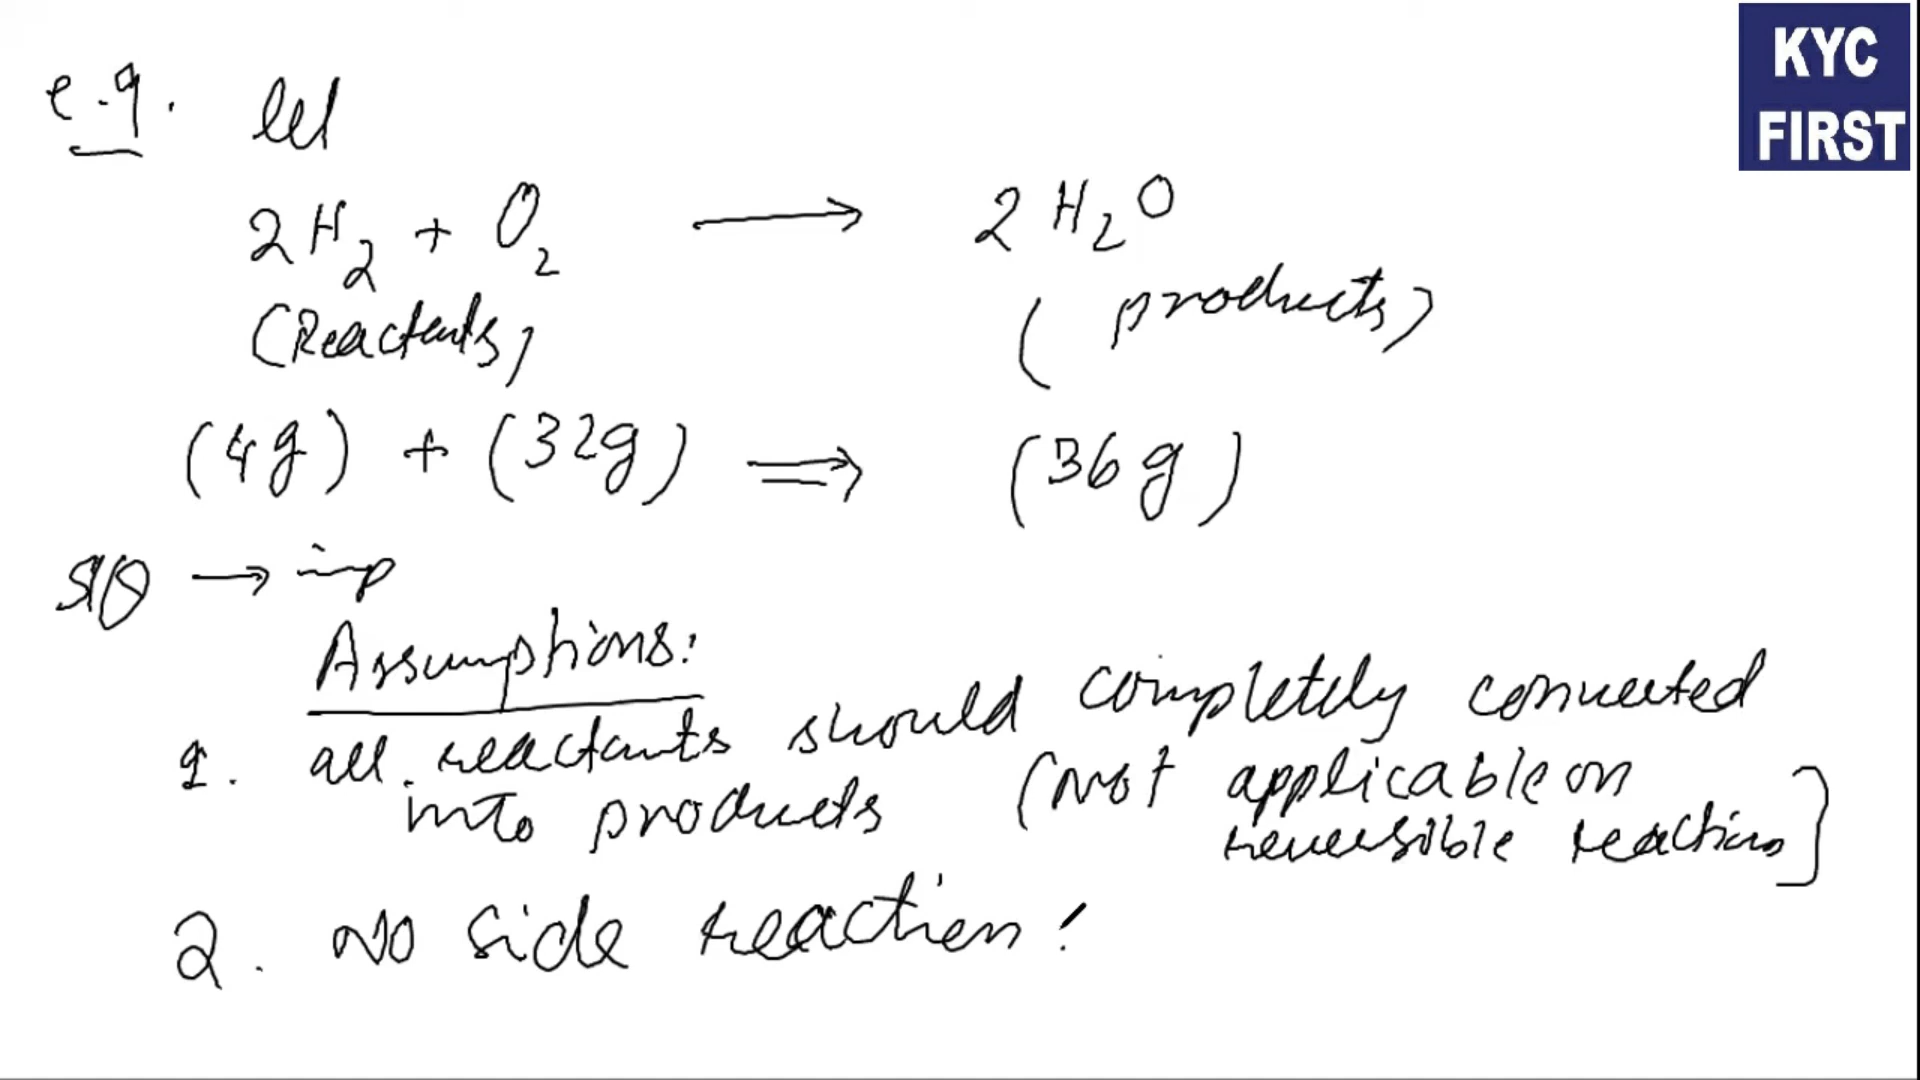 KYC
FIRST
e.g. let
2H₂ + O₂ ⟶ 2H₂O
(Reactants) (products)
(4g) + (32g) ⟹ (36g)
S/Q → imp
Assumptions:
1. all reactants should completely converted
into products (Not applicable on
reversible reactions]
2. No side reaction!